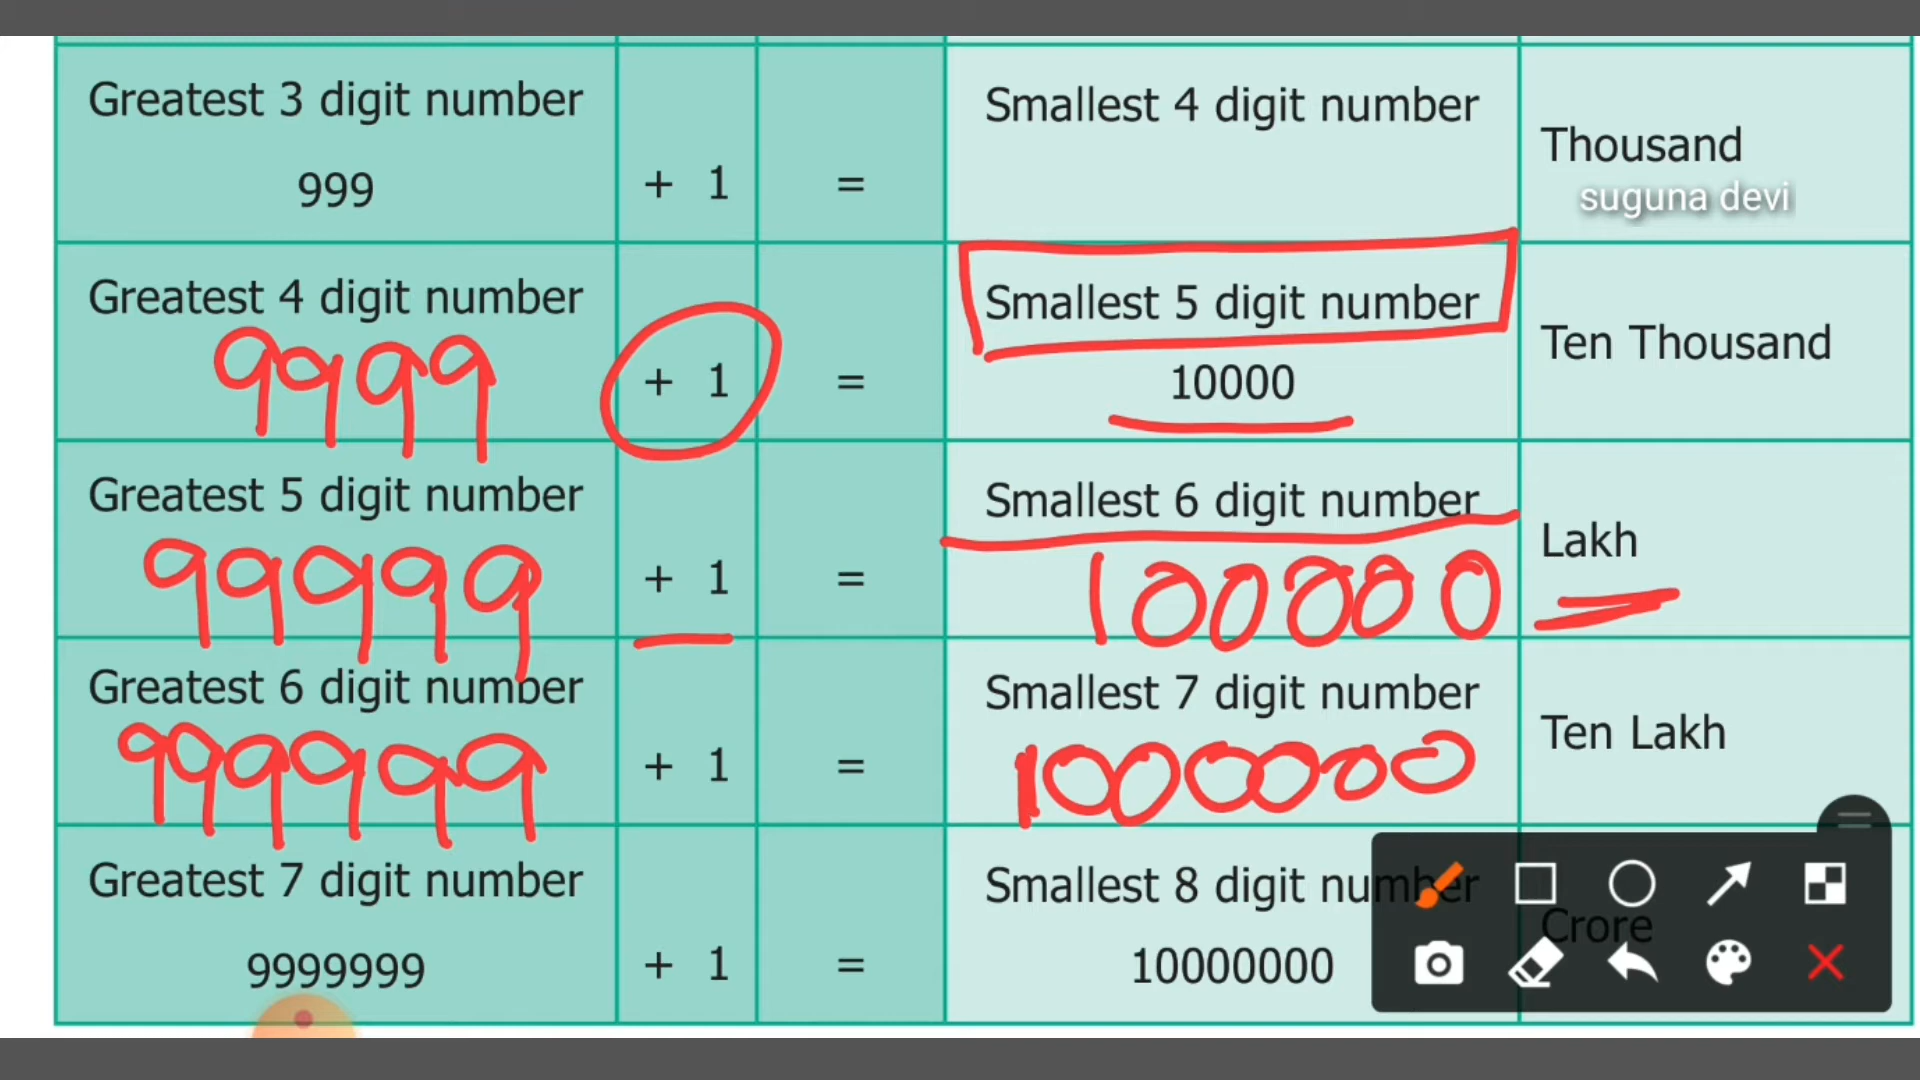 Greatest 3 digit number
Smallest 4 digit number
Thousand
999
+ 1
=
suguna devi
Greatest 4 digit number
Smallest 5 digit number
Ten Thousand
9999
+ 1
=
10000
Greatest 5 digit number
Smallest 6 digit number
Lakh
99999
+ 1
=
100000
Greatest 6 digit number
Smallest 7 digit number
Ten Lakh
999999
+ 1
=
1000000
Greatest 7 digit number
Smallest 8 digit number
Crore
9999999
+ 1
=
10000000